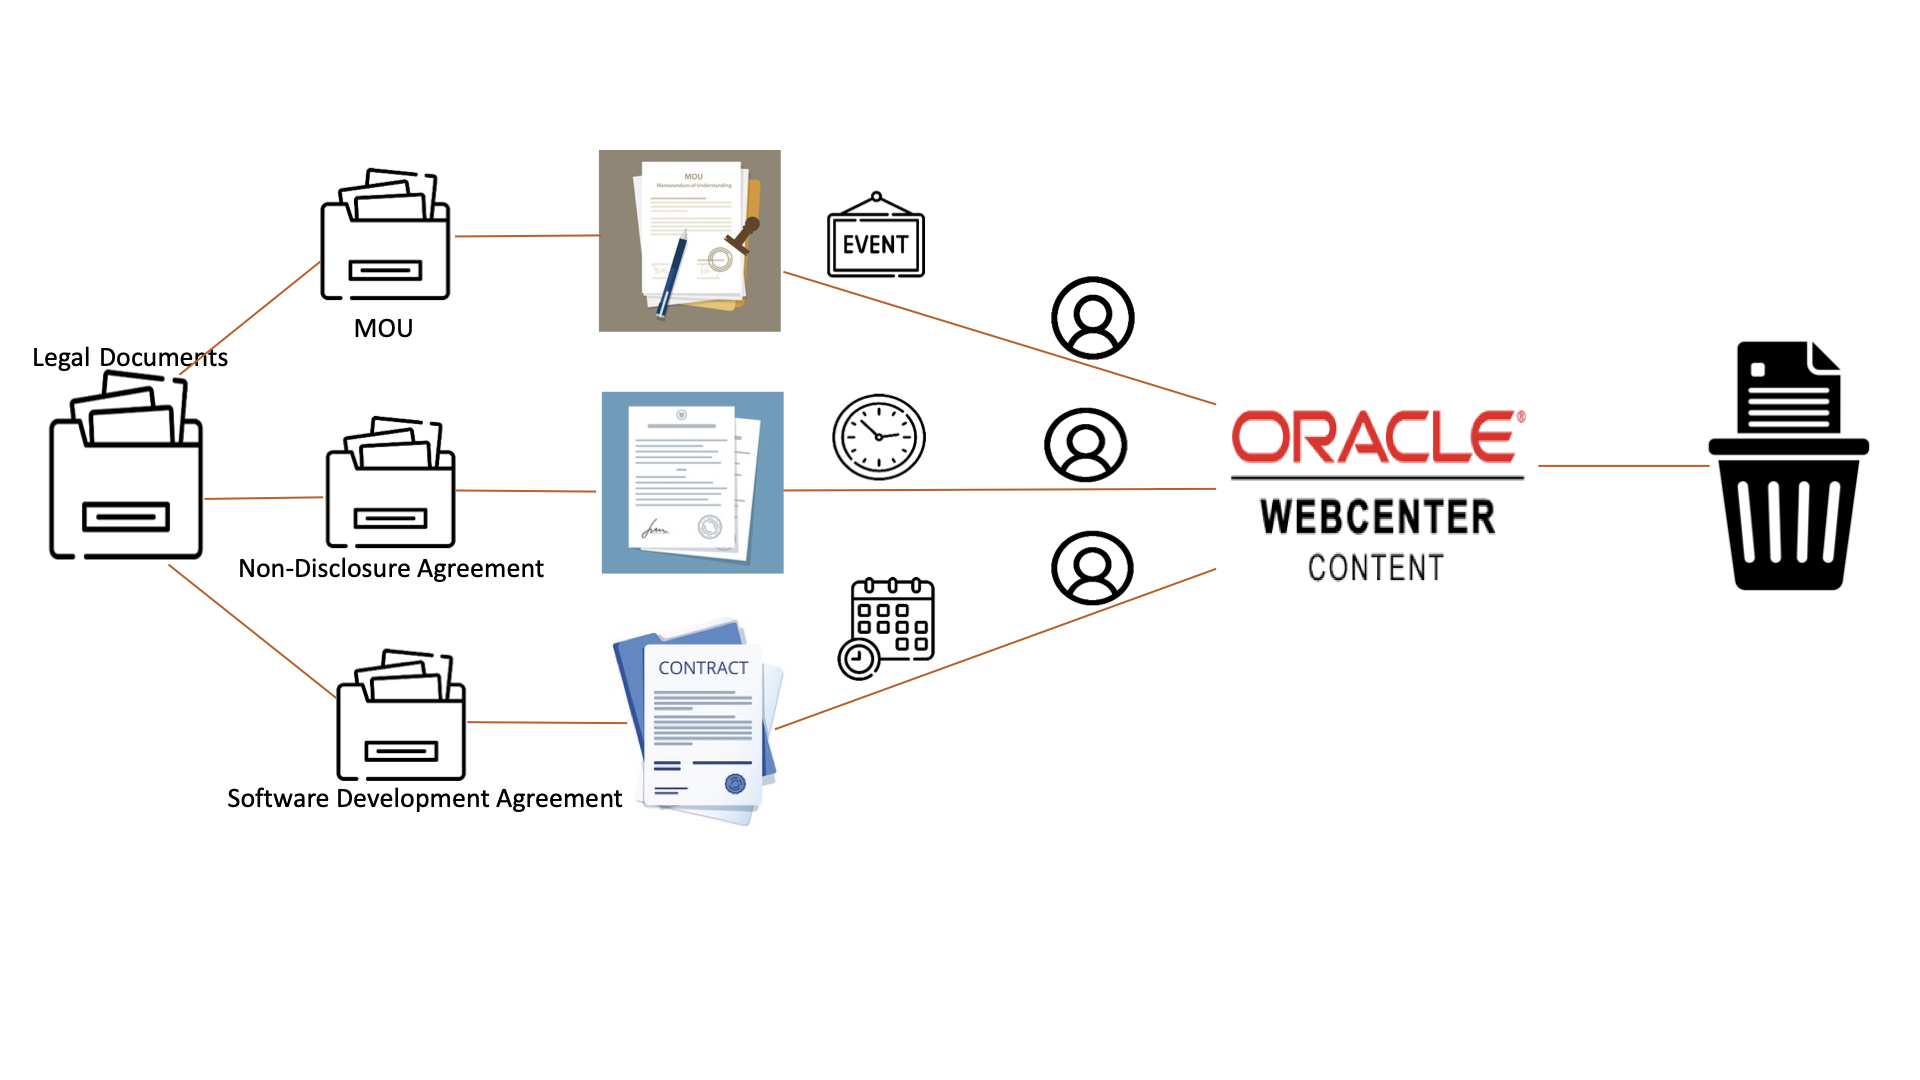 MOU
Memorandum of Understanding
EVENT
MOU
Legal Documents
ORACLE®
WEBCENTER
CONTENT
Non-Disclosure Agreement
CONTRACT
Software Development Agreement